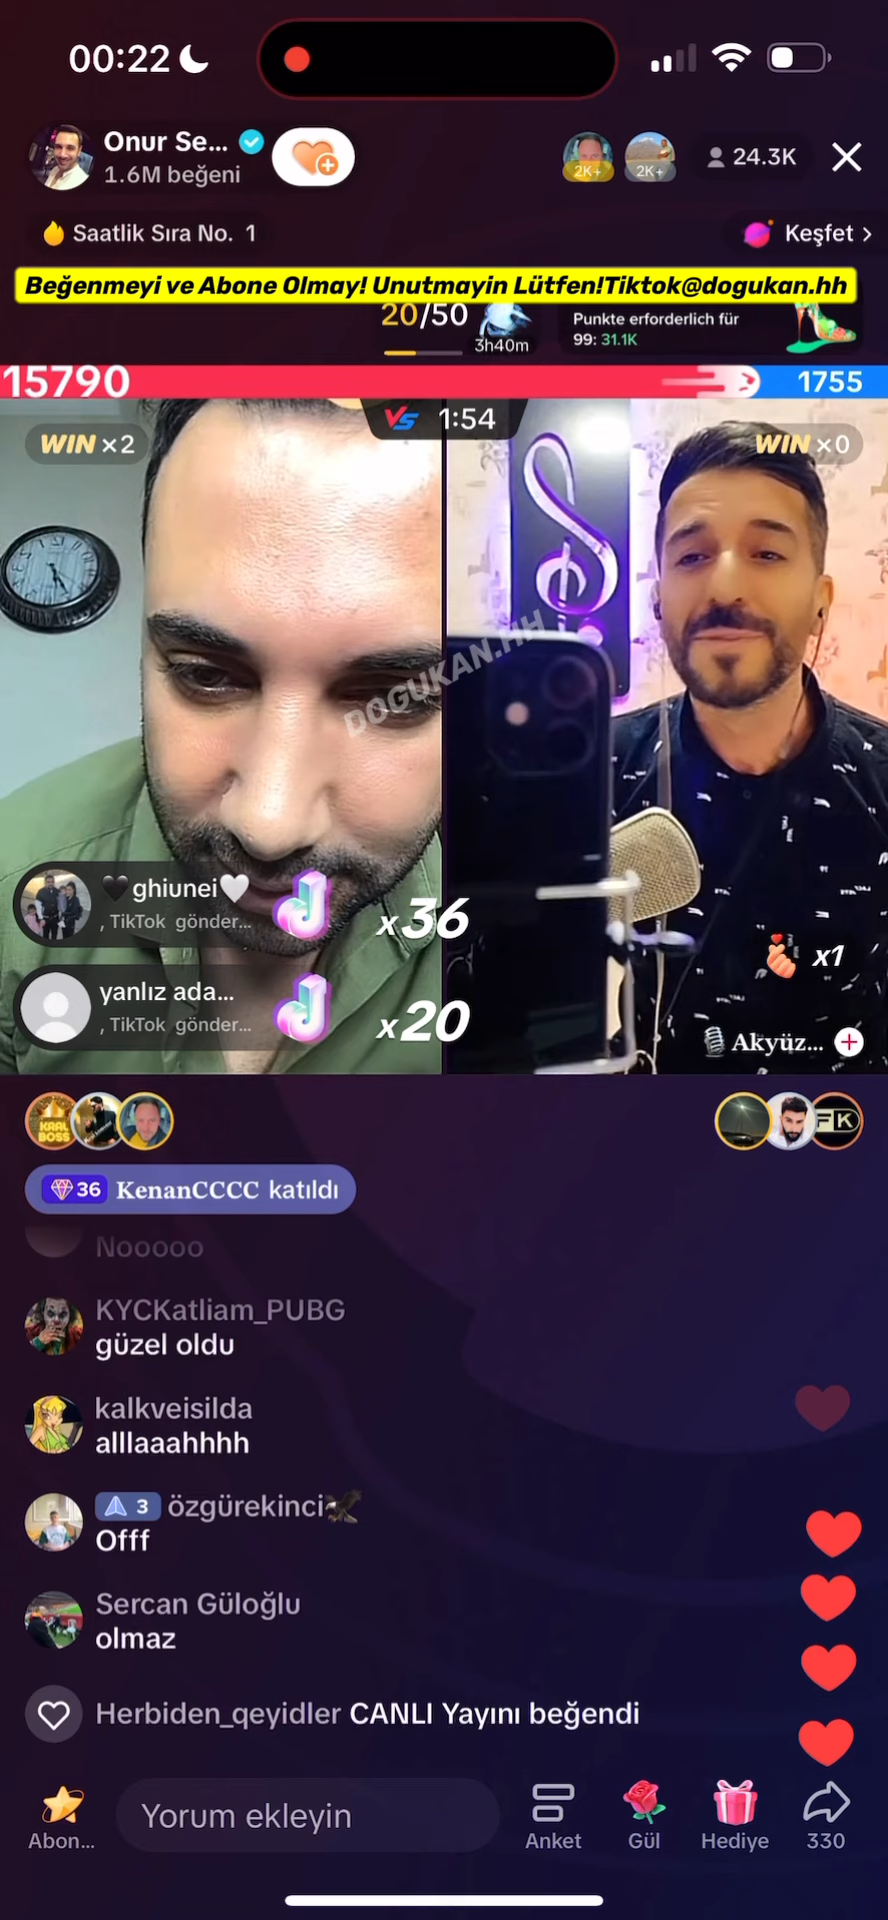 00:22
Onur Se...
1.6M beğeni
2K+
2K+
24.3K
Saatlik Sıra No. 1
Keşfet >
Beğenmeyi ve Abone Olmay! Unutmayin Lütfen!Tiktok@dogukan.hh
20/50
3h40m
Punkte erforderlich für
99: 31.1K
15790
1755
WIN x2
VS 1:54
WIN x0
DOGUKAN.HH
🖤ghiunei🤍
, TikTok gönder...
x36
yanlız ada...
, TikTok gönder...
x20
x1
🎙️Akyüz...
KRAL
BOSS
FK
36 KenanCCCC katıldı
Nooooo
KYCKatliam_PUBG
güzel oldu
kalkveisilda
alllaaahhhh
3 özgürekinci🦅
Offf
Sercan Güloğlu
olmaz
Herbiden_qeyidler CANLI Yayını beğendi
Abon...
Yorum ekleyin
Anket
Gül
Hediye
330